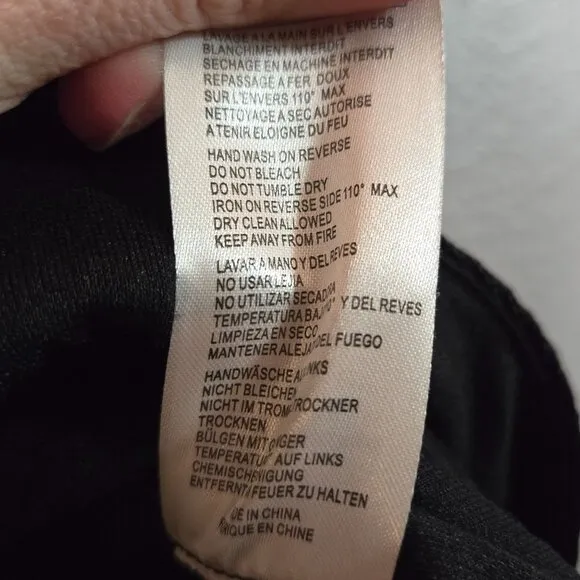 LAVAGE A LA MAIN SUR L'ENVERS
BLANCHIMENT INTERDIT
SECHAGE EN MACHINE INTERDIT
REPASSAGE A FER DOUX
SUR L'ENVERS 110° MAX
NETTOYAGE A SEC AUTORISE
A TENIR ELOIGNE DU FEU
HAND WASH ON REVERSE
DO NOT BLEACH
DO NOT TUMBLE DRY
IRON ON REVERSE SIDE 110° MAX
DRY CLEAN ALLOWED
KEEP AWAY FROM FIRE
LAVAR A MANO Y DEL REVES
NO USAR LEJIA
NO UTILIZAR SECADORA
TEMPERATURA Y DEL REVES
LIMPIEZA EN SECO
MANTENER DEL FUEGO
HANDWÄSCHE
NICHT BLEICHEN
NICHT IM TROCKNER
TROCKNEN
BÜLGEN MIT
TEMPERATUR AUF LINKS
FEUER ZU HALTEN
IN CHINA
EN CHINE